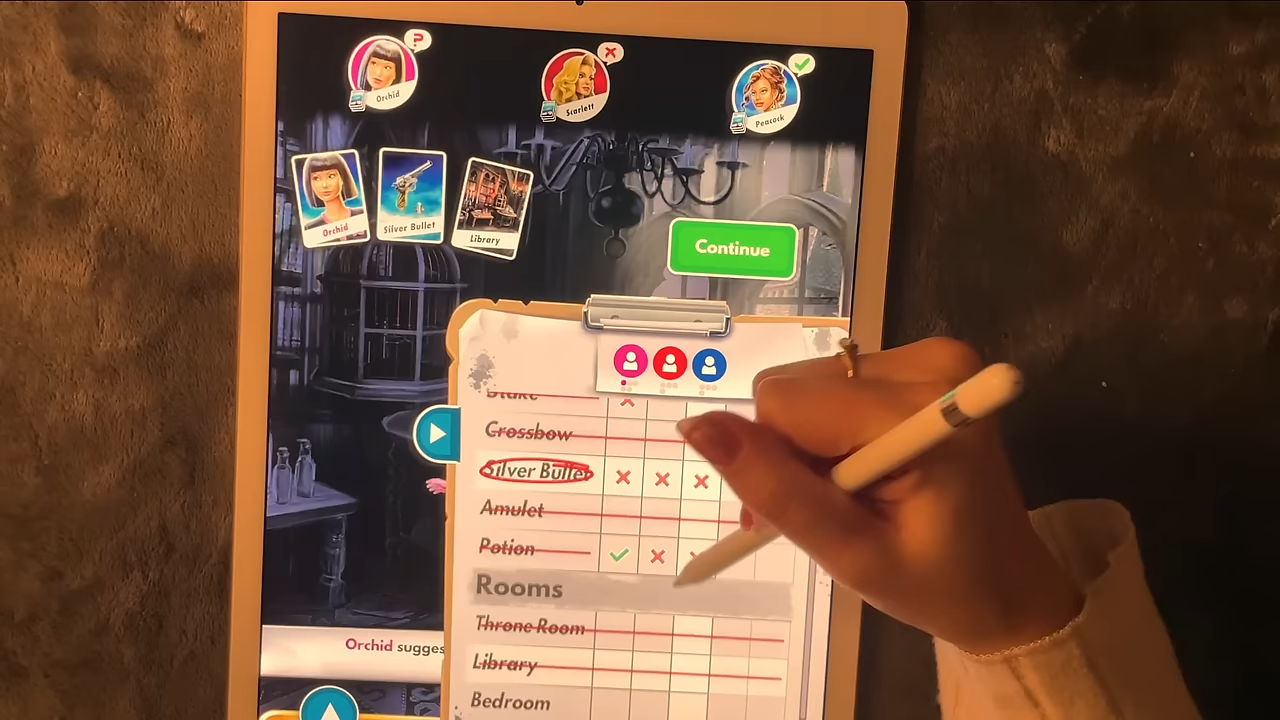 ?
Orchid
Scarlett
Peacock
Orchid
Silver Bullet
Library
Continue
Stake
Crossbow
Silver Bullet
Amulet
Potion
Rooms
Throne Room
Library
Bedroom
Orchid sugges